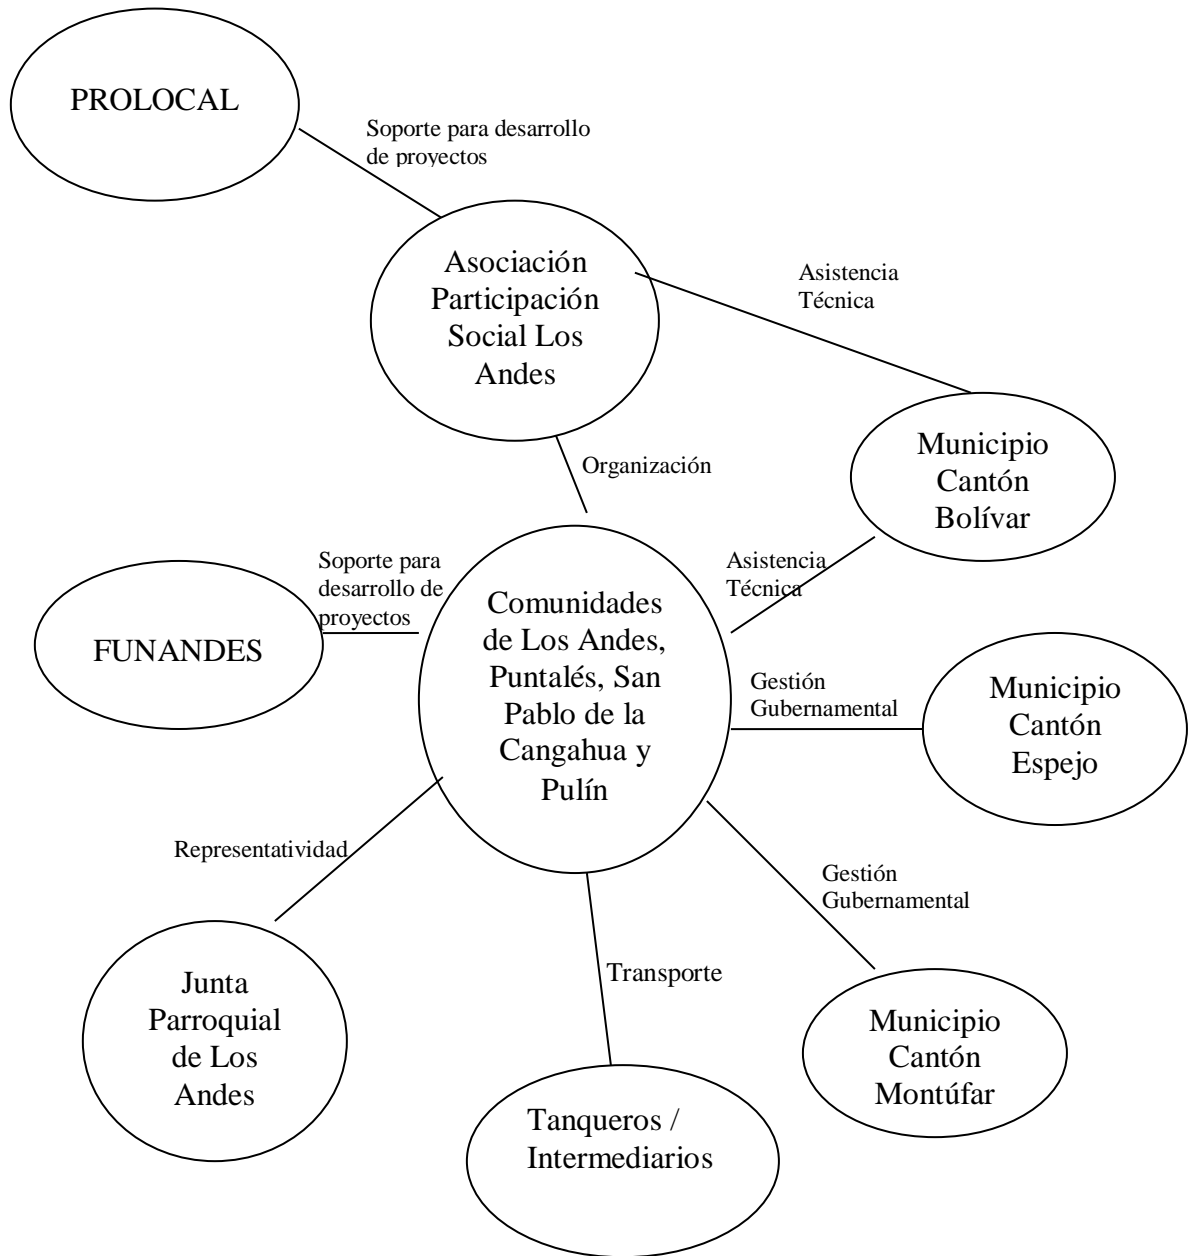 PROLOCAL
Soporte para desarrollo
de proyectos
Asociación
Participación
Social Los
Andes
Asistencia
Técnica
Municipio
Cantón
Bolívar
Organización
Soporte para
desarrollo de
proyectos
Asistencia
Técnica
Comunidades
de Los Andes,
Puntalés, San
Pablo de la
Cangahua y
Pulín
FUNANDES
Gestión
Gubernamental
Municipio
Cantón
Espejo
Representatividad
Gestión
Gubernamental
Junta
Parroquial
de Los
Andes
Transporte
Municipio
Cantón
Montúfar
Tanqueros /
Intermediarios